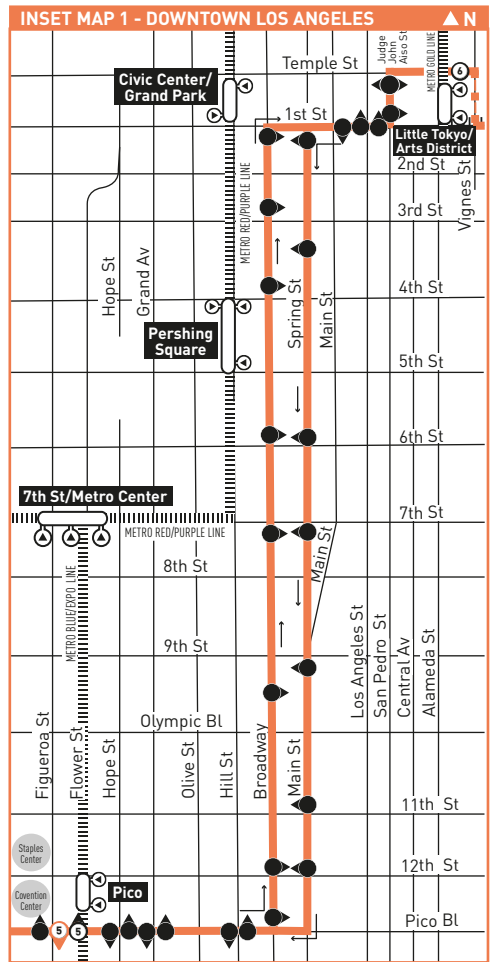 INSET MAP 1 - DOWNTOWN LOS ANGELES
N
Temple St
Judge
John
Aiso St
METRO GOLD LINE
6
Civic Center/
Grand Park
1st St
Little Tokyo/
Arts District
2nd St
Vignes St
3rd St
METRO RED/PURPLE LINE
Hope St
Grand Av
Spring St
Main St
4th St
Pershing
Square
5th St
6th St
7th St/Metro Center
7th St
METRO RED/PURPLE LINE
Main St
8th St
METRO BLUE/EXPO LINE
9th St
Los Angeles St
San Pedro St
Central Av
Alameda St
Olympic Bl
Figueroa St
Flower St
Hope St
Olive St
Hill St
Broadway
Main St
11th St
Staples
Center
12th St
Pico
Covention
Center
5
5
Pico Bl